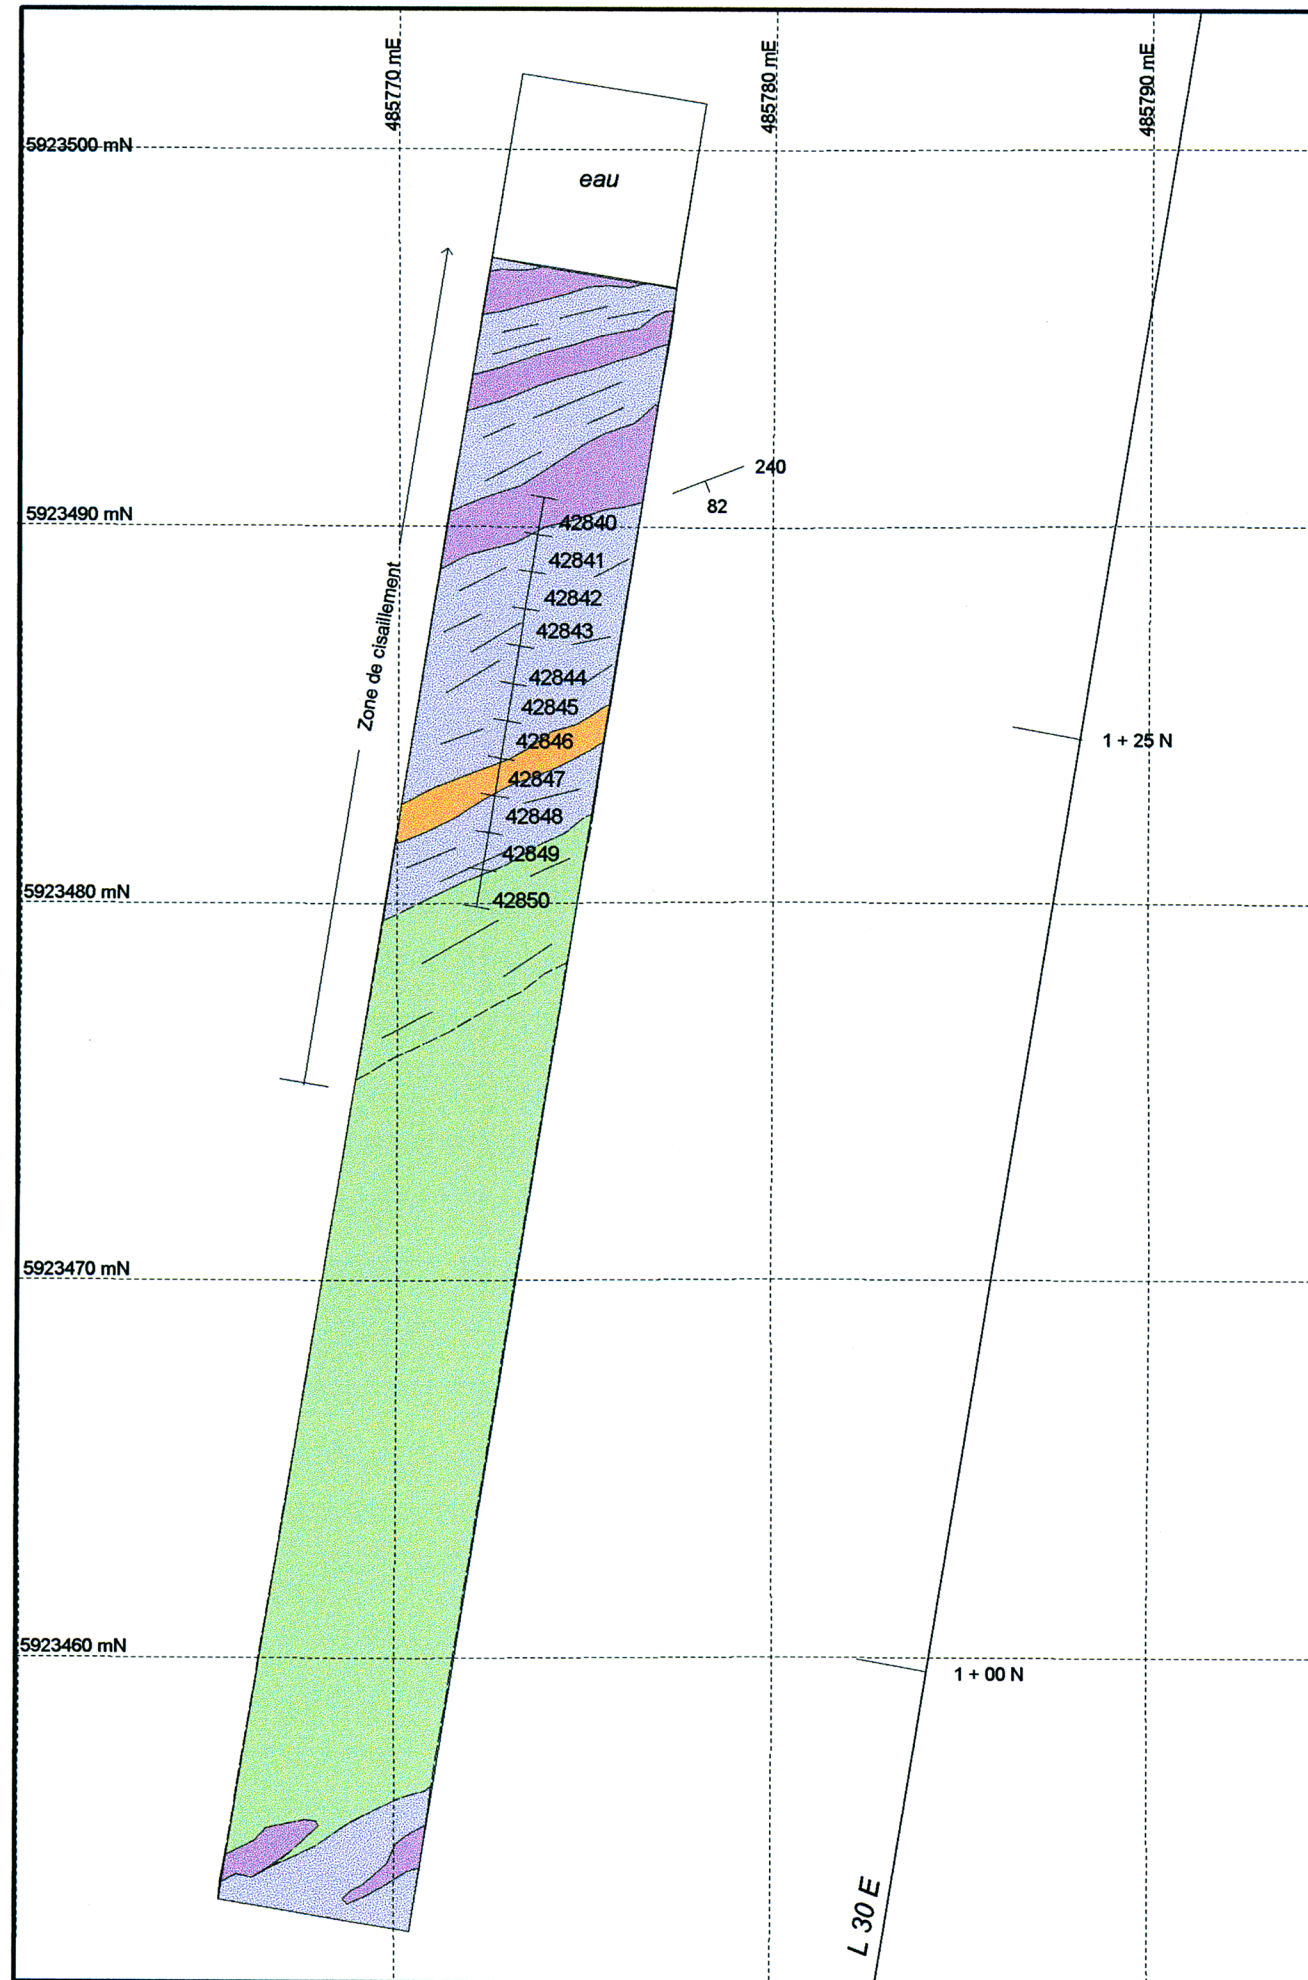 485770 mE
485780 mE
485790 mE
5923500 mN
eau
240
82
5923490 mN
42840
42841
42842
42843
42844
42845
42846
42847
42848
42849
42850
Zone de cisaillement
1 + 25 N
5923480 mN
5923470 mN
5923460 mN
1 + 00 N
L 30 E